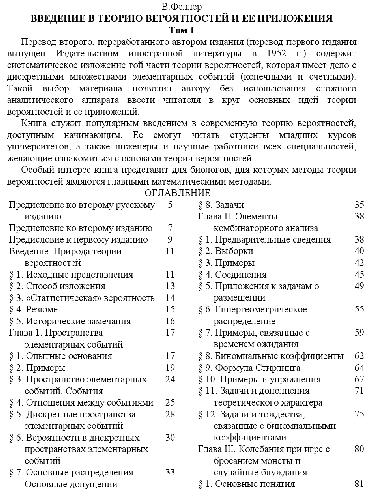 В.Феллер
ВВЕДЕНИЕ В ТЕОРИЮ ВЕРОЯТНОСТЕЙ И ЕЕ ПРИЛОЖЕНИЯ
Том 1
Перевод второго, переработанного автором издания (перевод первого издания
выпущен Издательством иностранной литературы в 1952 г.) содержит
систематическое изложение той части теории вероятностей, которая имеет дело с
дискретными множествами элементарных событий (конечными и счетными).
Такой выбор материала позволил автору без использования сложного
аналитического аппарата ввести читателя в круг основных идей теории
вероятностей и ее приложений.
Книга служит популярным введением в современную теорию вероятностей,
доступным начинающим. Ее смогут читать студенты младших курсов
университетов, а также инженеры и научные работники всех специальностей,
желающие ознакомиться с основами теории вероятностей.
Особый интерес книга представит для биологов, для которых методы теории
вероятностей являются главными математическими методами.
ОГЛАВЛЕНИЕ
Предисловие ко второму русскому 5
изданию
Предисловие ко второму изданию 7
Предисловие к первому изданию 9
Введение. Природа теории 11
вероятностей
§ 1. Исходные представления 11
§ 2. Способ изложения 13
§ 3. «Статистическая» вероятность 14
§ 4. Резюме 15
§ 5. Исторические замечания 16
Глава I. Пространства 17
элементарных событий
§ 1. Опытные основания 17
§ 2. Примеры 19
§ 3. Пространство элементарных 24
событий. События
§ 4. Отношения между событиями 25
§ 5. Дискретные пространства 28
элементарных событий
§ 6. Вероятности в дискретных 30
пространствах элементарных
событий
§ 7. Основные распределения 33
Основные допущения
§ 8. Задачи 35
Глава II. Элементы 38
комбинаторного анализа
§ 1. Предварительные сведения 38
§ 2. Выборки 40
§ 3. Примеры 42
§ 4. Соединения 45
§ 5. Приложения к задачам о 49
размещении
§ 6. Гипергеометрическое 55
распределение
§ 7. Примеры, связанные с 59
временем ожидания
§ 8. Биномиальные коэффициенты 62
§ 9. Формула Стирлинга 64
§ 10. Примеры и упражнения 67
§ 11. Задачи и дополнения 71
теоретического характера
§ 12. Задачи и тождества, 75
связанные с биномиальными
коэффициентами
Глава III. Колебания при игре с 80
бросанием монеты и
случайные блуждания
§ 1. Основные понятия 81